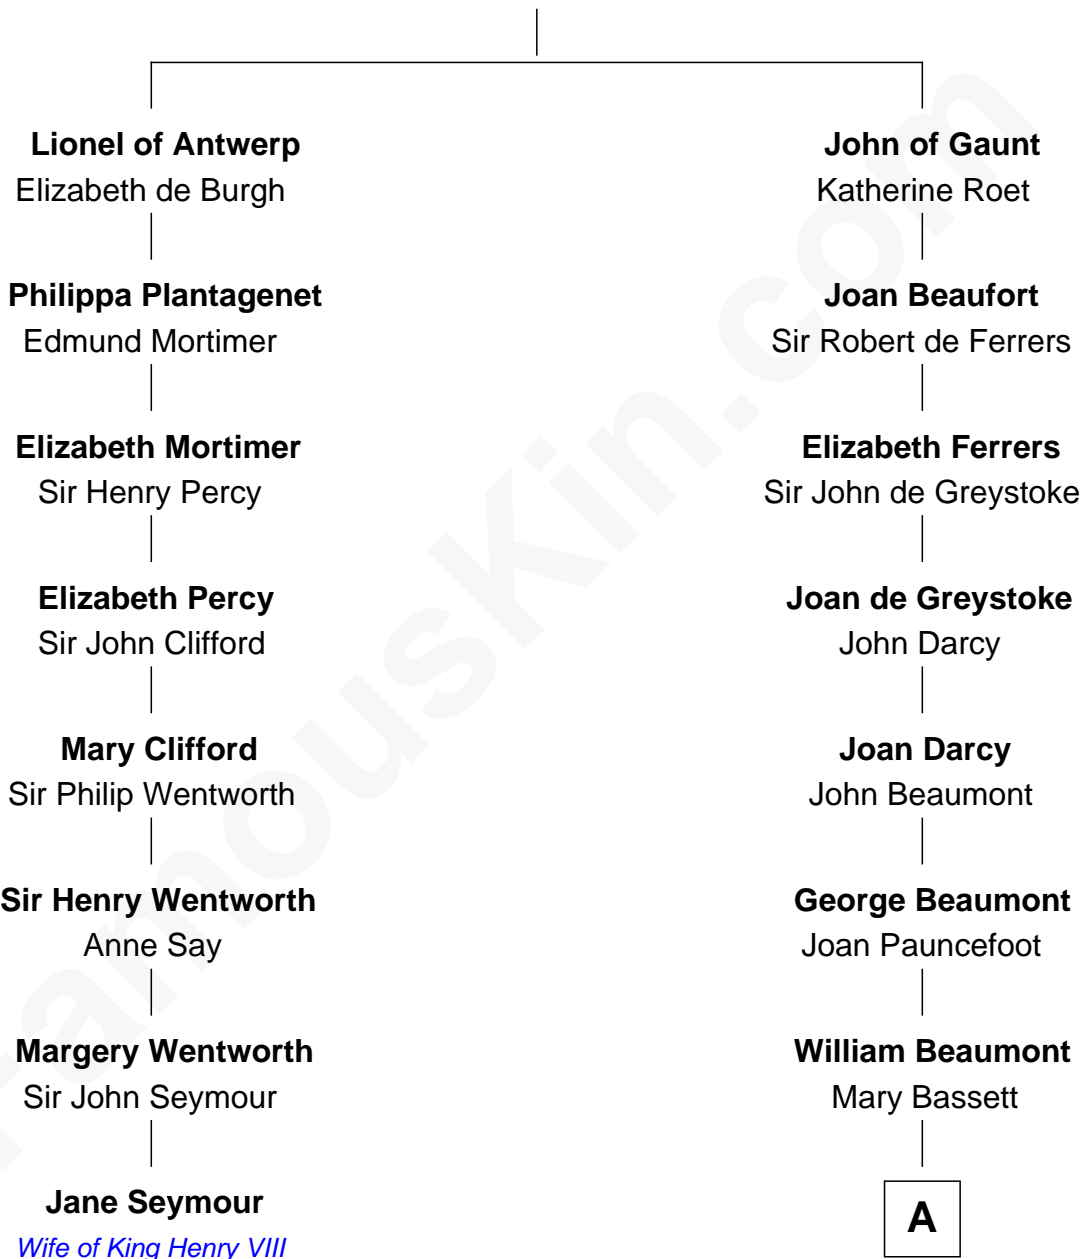 Lionel of Antwerp
Elizabeth de Burgh
Philippa Plantagenet
Edmund Mortimer
Elizabeth Mortimer
Sir Henry Percy
Elizabeth Percy
Sir John Clifford
Mary Clifford
Sir Philip Wentworth
Sir Henry Wentworth
Anne Say
Margery Wentworth
Sir John Seymour
Jane Seymour
Wife of King Henry VIII
John of Gaunt
Katherine Roet
Joan Beaufort
Sir Robert de Ferrers
Elizabeth Ferrers
Sir John de Greystoke
Joan de Greystoke
John Darcy
Joan Darcy
John Beaumont
George Beaumont
Joan Pauncefoot
William Beaumont
Mary Bassett
A
FamousKin.com